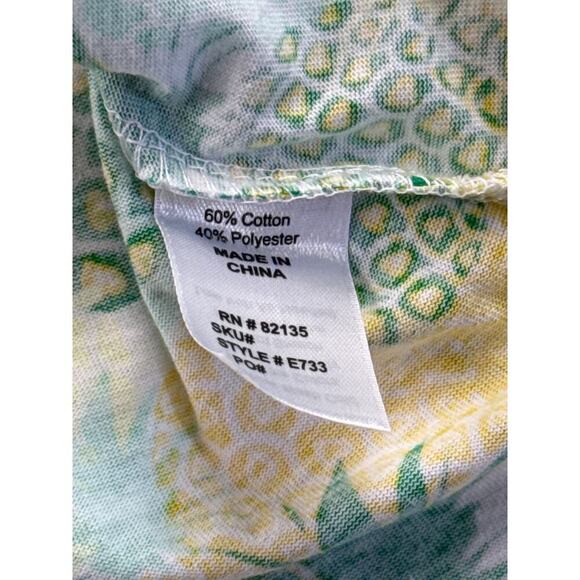 60% Cotton
40% Polyester
MADE IN
CHINA
RN # 82135
SKU#
STYLE # E733
PO#